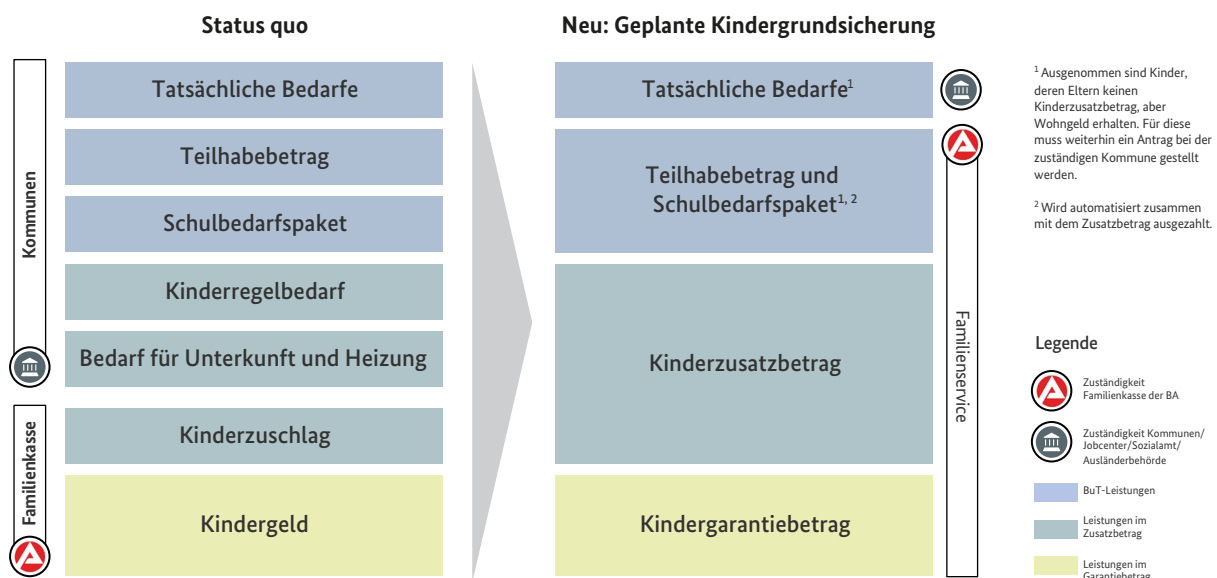 Status quo
Neu: Geplante Kindergrundsicherung
Kommunen
Familienkasse
Tatsächliche Bedarfe
Teilhabebetrag
Schulbedarfspaket
Kinderregelbedarf
Bedarf für Unterkunft und Heizung
Kinderzuschlag
Kindergeld
Tatsächliche Bedarfe¹
Teilhabebetrag und
Schulbedarfspaket¹, ²
Kinderzusatzbetrag
Kindergarantiebetrag
Familienservice
¹ Ausgenommen sind Kinder,
deren Eltern keinen
Kinderzusatzbetrag, aber
Wohngeld erhalten. Für diese
muss weiterhin ein Antrag bei der
zuständigen Kommune gestellt
werden.
² Wird automatisiert zusammen
mit dem Zusatzbetrag ausgezahlt.
Legende
Zuständigkeit
Familienkasse der BA
Zuständigkeit Kommunen/
Jobcenter/Sozialamt/
Ausländerbehörde
BuT-Leistungen
Leistungen im
Zusatzbetrag
Leistungen im
Garantiebetrag